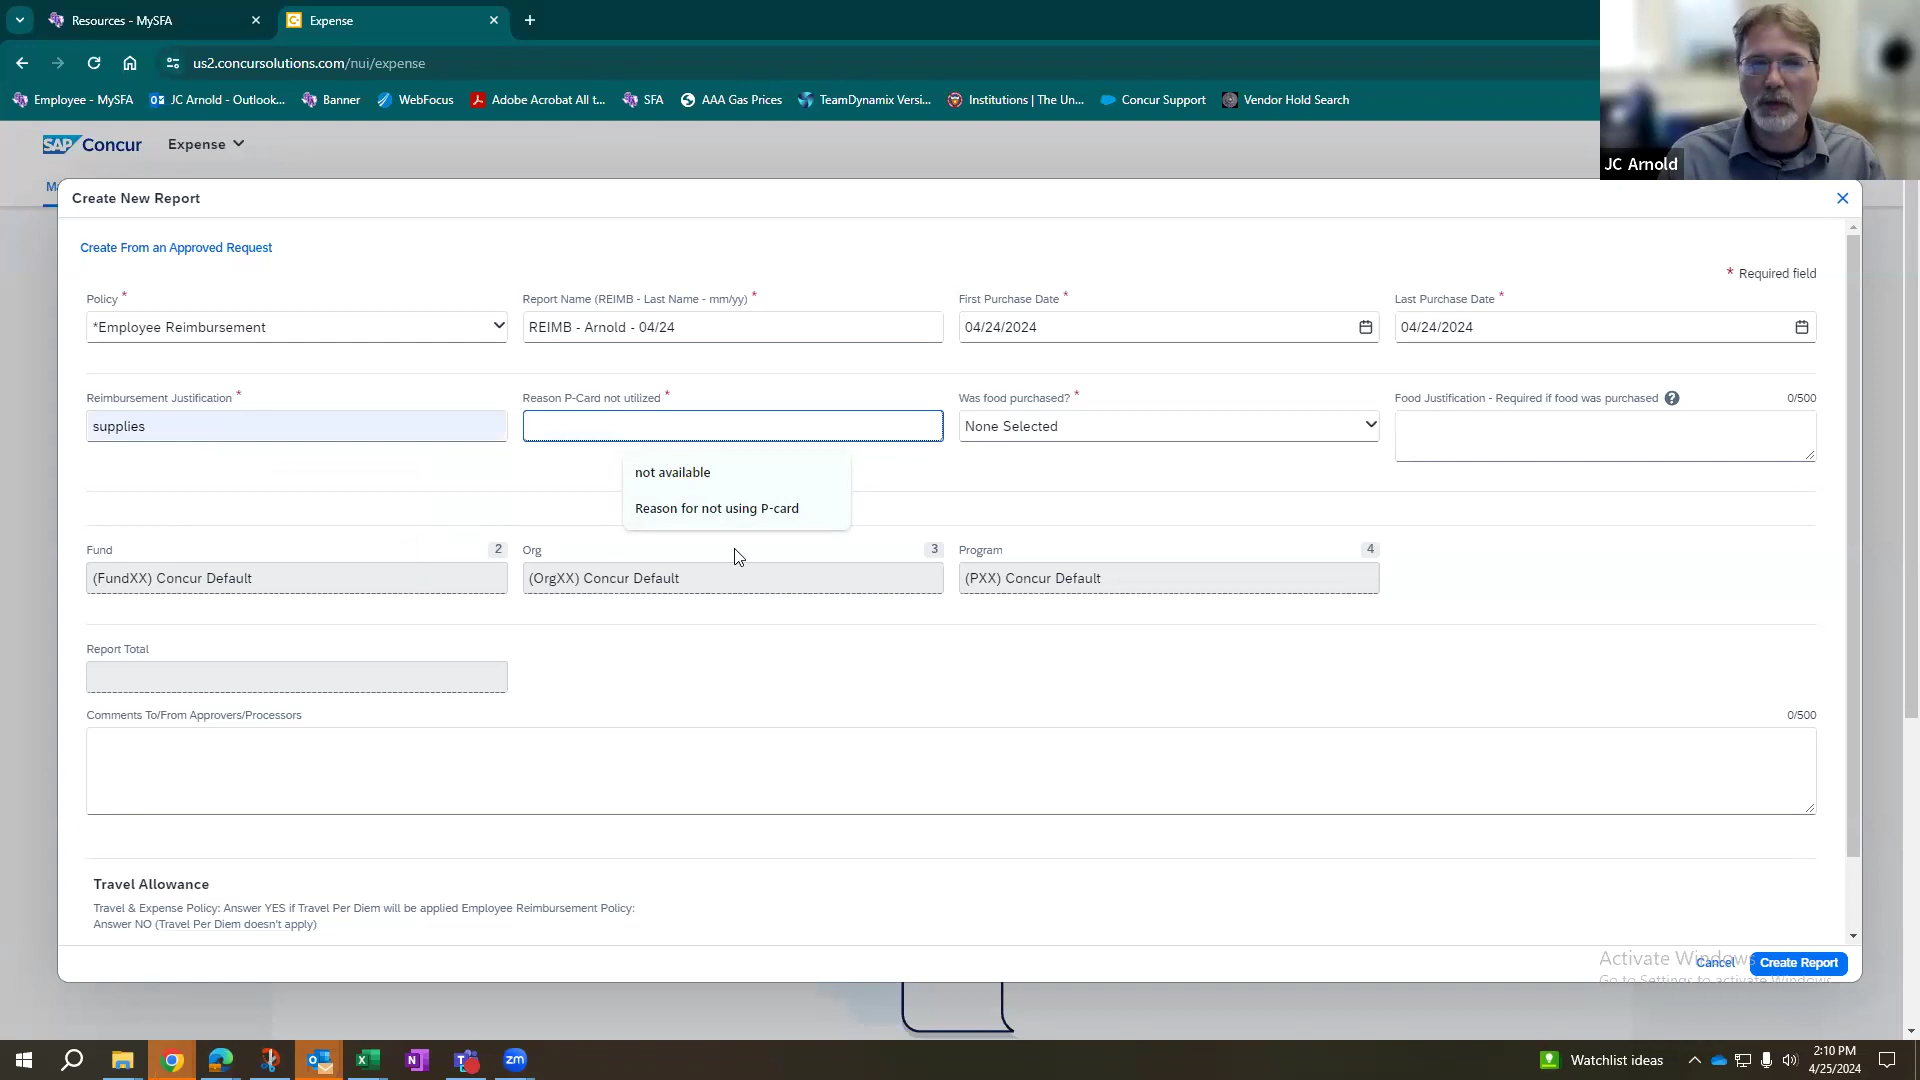 Resources - MySFA
Expense
us2.concursolutions.com/nui/expense
Employee - MySFA
JC Arnold - Outlook...
Banner
WebFocus
Adobe Acrobat All t...
SFA
AAA Gas Prices
TeamDynamix Versi...
Institutions | The Un...
Concur Support
Vendor Hold Search
JC Arnold
SAP Concur
Expense
M
Create New Report
Create From an Approved Request
* Required field
Policy *
Report Name (REIMB - Last Name - mm/yy) *
First Purchase Date *
Last Purchase Date *
*Employee Reimbursement
REIMB - Arnold - 04/24
04/24/2024
04/24/2024
Reimbursement Justification *
Reason P-Card not utilized *
Was food purchased? *
Food Justification - Required if food was purchased ?
0/500
supplies
None Selected
not available
Reason for not using P-card
Fund
2
Org
3
Program
4
(FundXX) Concur Default
(OrgXX) Concur Default
(PXX) Concur Default
Report Total
Comments To/From Approvers/Processors
0/500
Travel Allowance
Travel & Expense Policy: Answer YES if Travel Per Diem will be applied Employee Reimbursement Policy:
Answer NO (Travel Per Diem doesn't apply)
Activate Windows
Go to Settings to activate Windows.
Cancel
Create Report
Watchlist ideas
2:10 PM
4/25/2024